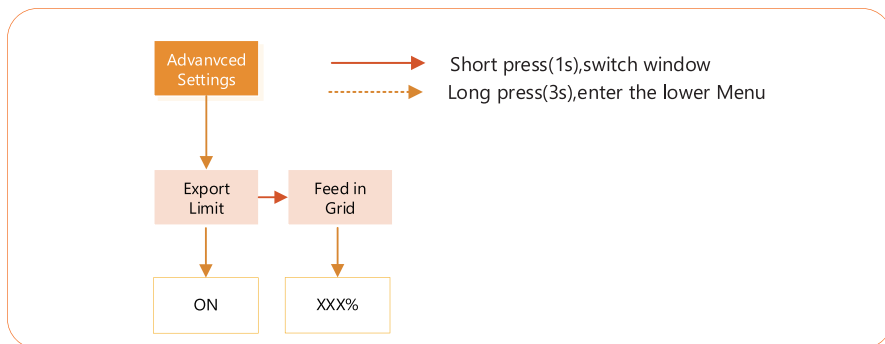 Advanvced
Settings
Short press(1s),switch window
Long press(3s),enter the lower Menu
Export
Limit
Feed in
Grid
ON
XXX%